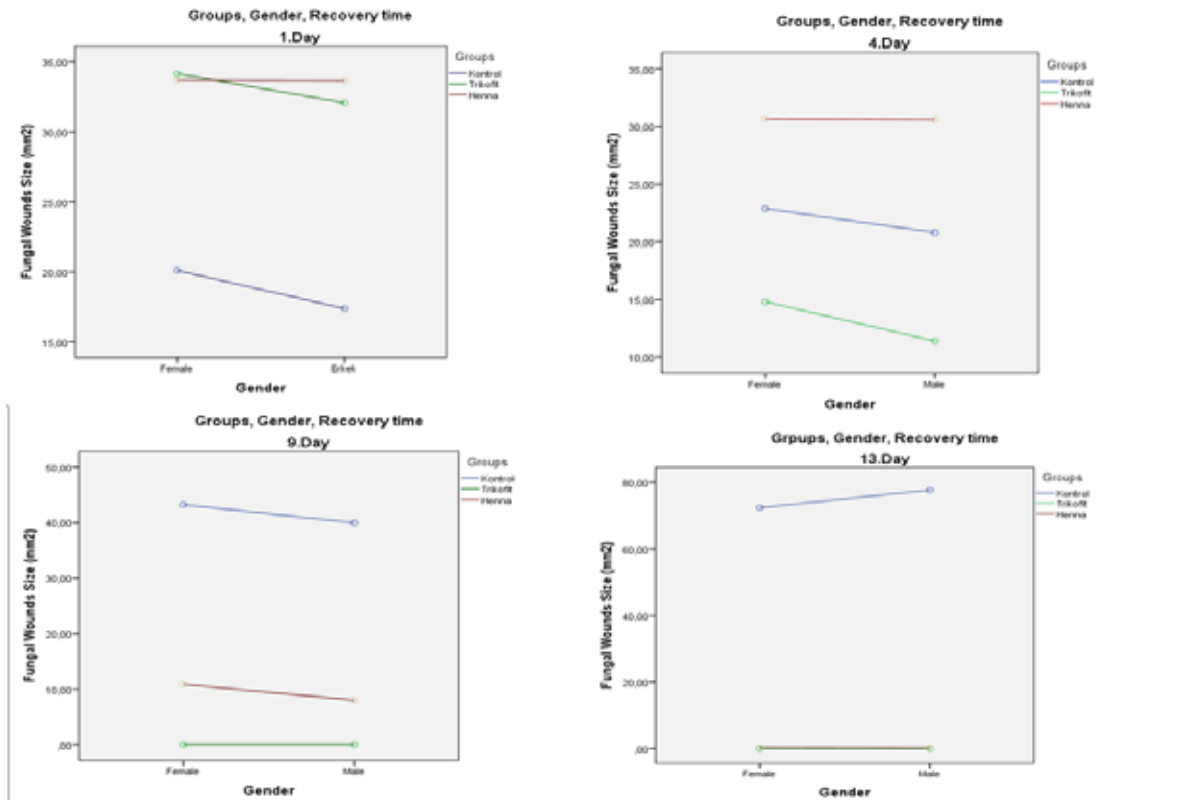 Groups, Gender, Recovery time
1.Day
Groups
Kontrol
Trikofit
Henna
Fungal Wounds Size (mm2)
35,00
30,00
25,00
20,00
15,00
Female
Erkek
Gender
Groups, Gender, Recovery time
4.Day
Groups
Kontrol
Trikofit
Henna
Fungal Wounds Size (mm2)
35,00
30,00
25,00
20,00
15,00
10,00
Female
Male
Gender
Groups, Gender, Recovery time
9.Day
Groups
Kontrol
Trikofit
Henna
Fungal Wounds Size (mm2)
50,00
40,00
30,00
20,00
10,00
,00
Female
Male
Gender
Grpups, Gender, Recovery time
13.Day
Groups
Kontrol
Trikofit
Henna
Fungal Wounds Size (mm2)
80,00
60,00
40,00
20,00
,00
Female
Male
Gender